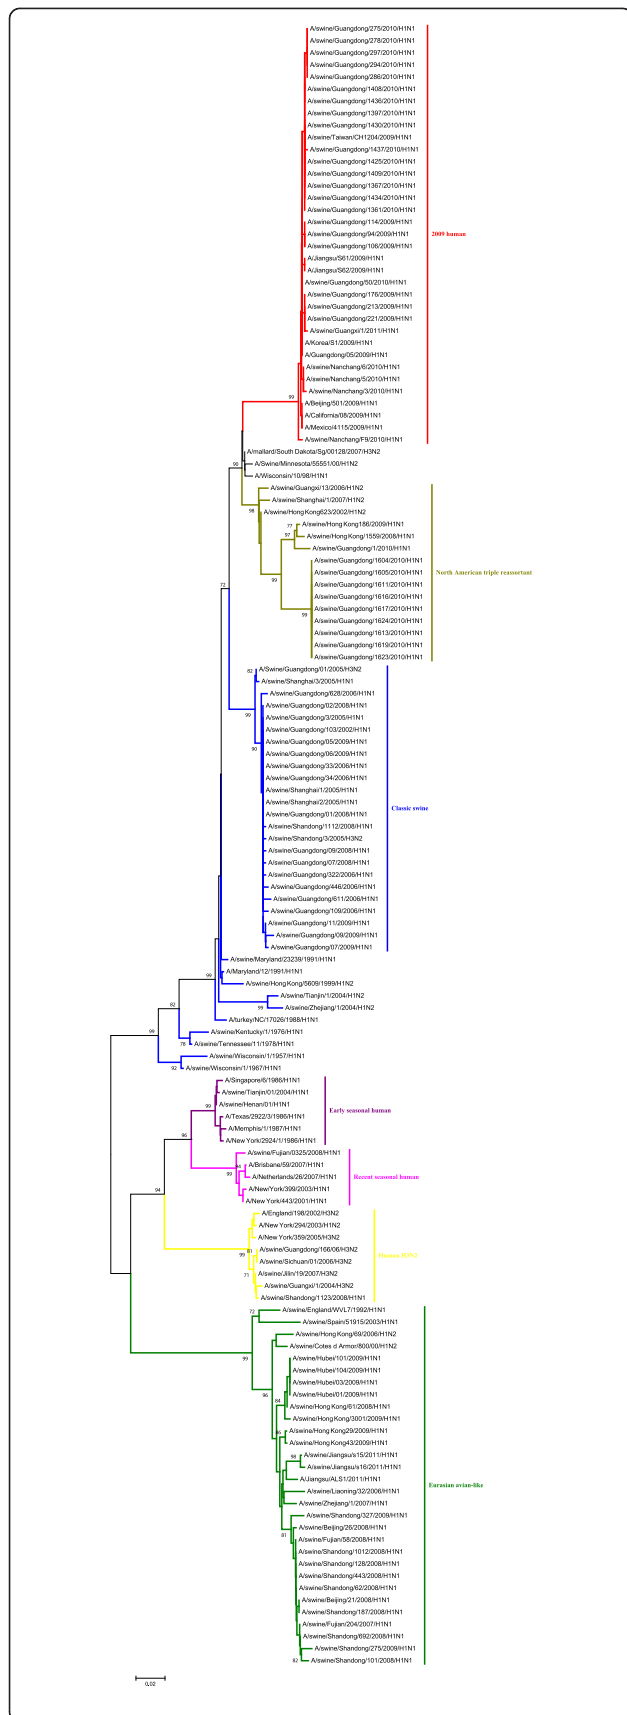 A/swine/Guangdong/275/2010/H1N1
A/swine/Guangdong/278/2010/H1N1
A/swine/Guangdong/297/2010/H1N1
A/swine/Guangdong/294/2010/H1N1
A/swine/Guangdong/286/2010/H1N1
A/swine/Guangdong/1408/2010/H1N1
A/swine/Guangdong/1436/2010/H1N1
A/swine/Guangdong/1397/2010/H1N1
A/swine/Guangdong/1430/2010/H1N1
A/swine/Taiwan/CH1204/2009/H1N1
A/swine/Guangdong/1437/2010/H1N1
A/swine/Guangdong/1425/2010/H1N1
A/swine/Guangdong/1409/2010/H1N1
A/swine/Guangdong/1367/2010/H1N1
A/swine/Guangdong/1434/2010/H1N1
A/swine/Guangdong/1361/2010/H1N1
A/swine/Guangdong/114/2009/H1N1
A/swine/Guangdong/94/2009/H1N1
2009 human
A/swine/Guangdong/106/2009/H1N1
A/Jiangsu/S61/2009/H1N1
A/Jiangsu/S62/2009/H1N1
A/swine/Guangdong/50/2010/H1N1
A/swine/Guangdong/176/2009/H1N1
A/swine/Guangdong/213/2009/H1N1
A/swine/Guangdong/221/2009/H1N1
A/swine/Guangxi/1/2011/H1N1
A/Korea/S1/2009/H1N1
A/Guangdong/05/2009/H1N1
A/swine/Nanchang/6/2010/H1N1
A/swine/Nanchang/5/2010/H1N1
A/swine/Nanchang/3/2010/H1N1
99
A/Beijing/501/2009/H1N1
A/California/08/2009/H1N1
A/Mexico/4115/2009/H1N1
A/swine/Nanchang/F9/2010/H1N1
A/mallard/South Dakota/Sg/00128/2007/H3N2
90
A/Swine/Minnesota/55551/00/H1N2
A/Wisconsin/10/98/H1N1
A/swine/Guangxi/13/2006/H1N2
A/swine/Shanghai/1/2007/H1N2
98
A/swine/Hong Kong623/2002/H1N2
77
A/swine/Hong Kong186/2009/H1N1
97
A/swine/Hong Kong/1559/2008/H1N1
A/swine/Guangdong/1/2010/H1N1
A/swine/Guangdong/1604/2010/H1N1
North American triple reassortant
99
A/swine/Guangdong/1605/2010/H1N1
72
A/swine/Guangdong/1611/2010/H1N1
A/swine/Guangdong/1616/2010/H1N1
99
A/swine/Guangdong/1617/2010/H1N1
A/swine/Guangdong/1624/2010/H1N1
A/swine/Guangdong/1613/2010/H1N1
A/swine/Guangdong/1619/2010/H1N1
A/swine/Guangdong/1623/2010/H1N1
82
A/Swine/Guangdong/01/2005/H3N2
A/swine/Shanghai/3/2005/H1N1
A/swine/Guangdong/628/2006/H1N1
A/swine/Guangdong/02/2008/H1N1
99
A/swine/Guangdong/3/2005/H1N1
A/swine/Guangdong/103/2002/H1N1
90
A/swine/Guangdong/05/2009/H1N1
A/swine/Guangdong/06/2009/H1N1
A/swine/Guangdong/33/2006/H1N1
A/swine/Guangdong/34/2006/H1N1
A/swine/Shanghai/1/2005/H1N1
A/swine/Shanghai/2/2005/H1N1
Classic swine
A/swine/Guangdong/01/2008/H1N1
A/swine/Shandong/1112/2008/H1N1
A/swine/Shandong/3/2005/H3N2
A/swine/Guangdong/09/2008/H1N1
A/swine/Guangdong/07/2008/H1N1
A/swine/Guangdong/322/2006/H1N1
A/swine/Guangdong/446/2006/H1N1
A/swine/Guangdong/611/2006/H1N1
A/swine/Guangdong/109/2006/H1N1
A/swine/Guangdong/11/2009/H1N1
A/swine/Guangdong/09/2009/H1N1
A/swine/Guangdong/07/2009/H1N1
A/swine/Maryland/23239/1991/H1N1
A/Maryland/12/1991/H1N1
99
A/swine/Hong Kong/5609/1999/H1N2
A/swine/Tianjin/1/2004/H1N2
82
99
A/swine/Zhejiang/1/2004/H1N2
A/turkey/NC/17026/1988/H1N1
99
A/swine/Kentucky/1/1976/H1N1
78
A/swine/Tennessee/11/1978/H1N1
A/swine/Wisconsin/1/1957/H1N1
92
A/swine/Wisconsin/1/1967/H1N1
A/Singapore/6/1986/H1N1
A/swine/Tianjin/01/2004/H1N1
99
A/swine/Henan/01/H1N1
Early seasonal human
A/Texas/2922/3/1986/H1N1
A/Memphis/1/1987/H1N1
96
A/New York/2924/1/1986/H1N1
A/swine/Fujian/0325/2008/H1N1
A/Brisbane/59/2007/H1N1
99
A/Netherlands/26/2007/H1N1
Recent seasonal human
94
A/New/York/399/2003/H1N1
A/New York/443/2001/H1N1
A/England/198/2002/H3N2
A/New York/294/2003/H1N2
A/New York/359/2005/H3N2
99
81
A/swine/Guangdong/166/06/H3N2
A/swine/Sichuan/01/2006/H3N2
71
A/swine/Jilin/19/2007/H3N2
A/swine/Guangxi/1/2004/H3N2
A/swine/Shandong/1123/2008/H1N1
72
A/swine/England/WVL7/1992/H1N1
A/swine/Spain/51915/2003/H1N1
A/swine/Hong Kong/69/2006/H1N2
A/swine/Cotes d Armor/800/00/H1N2
99
A/swine/Hubei/101/2009/H1N1
A/swine/Hubei/104/2009/H1N1
A/swine/Hubei/03/2009/H1N1
96
A/swine/Hubei/01/2009/H1N1
84
A/swine/Hong Kong/61/2008/H1N1
A/swine/Hong Kong/3001/2009/H1N1
A/swine/Hong Kong29/2009/H1N1
A/swine/Hong Kong43/2009/H1N1
98
A/swine/Jiangsu/s15/2011/H1N1
A/swine/Jiangsu/s16/2011/H1N1
A/Jiangsu/ALS1/2011/H1N1
Eurasian avian-like
A/swine/Liaoning/32/2006/H1N1
A/swine/Zhejiang/1/2007/H1N1
A/swine/Shandong/327/2009/H1N1
A/swine/Beijing/26/2008/H1N1
81
A/swine/Fujian/58/2008/H1N1
A/swine/Shandong/1012/2008/H1N1
A/swine/Shandong/128/2008/H1N1
A/swine/Shandong/443/2008/H1N1
A/swine/Shandong/62/2008/H1N1
A/swine/Beijing/21/2008/H1N1
A/swine/Shandong/187/2008/H1N1
A/swine/Fujian/204/2007/H1N1
A/swine/Shandong/692/2008/H1N1
A/swine/Shandong/275/2009/H1N1
82
A/swine/Shandong/101/2008/H1N1
0.02